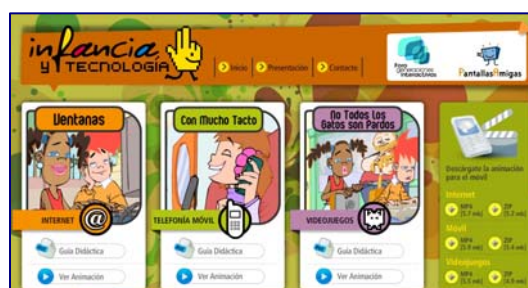 infancia
y TECNOLOGÍA
Inicio
Presentación
Contacto
Foro
generaciones
interactivas
PantallasAmigas
Ventanas
INTERNET
@
Guía Didáctica
Ver Animación
Con Mucho Tacto
TELEFONÍA MÓVIL
Guía Didáctica
Ver Animación
No Todos Los
Gatos son Pardos
VIDEOJUEGOS
Guía Didáctica
Ver Animación
Descárgate la animación
para el móvil
Internet
MP4 ZIP
Móvil
MP4 ZIP
Videojuegos
MP4 ZIP